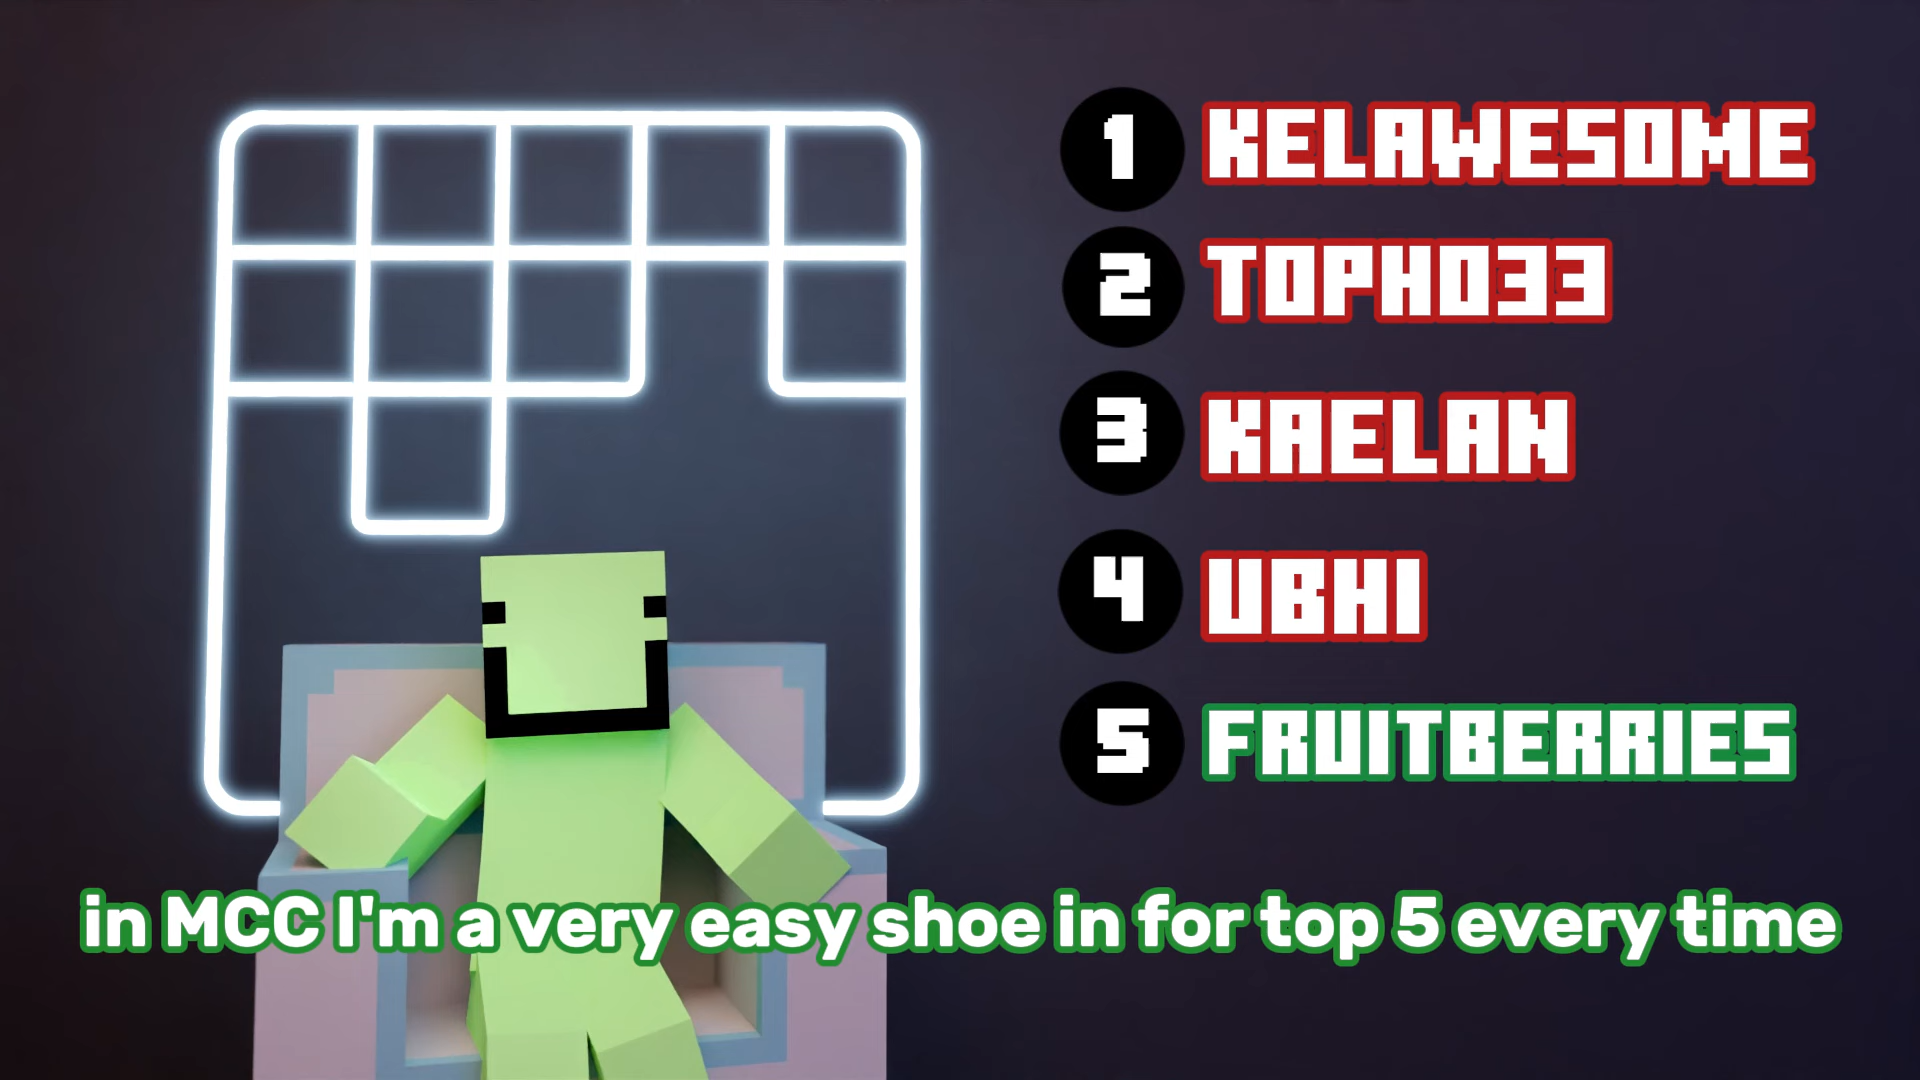 1 KELAWESOME
2 TOPHO33
3 KAELAN
4 UBHI
5 FRUITBERRIES
in MCC I'm a very easy shoe in for top 5 every time